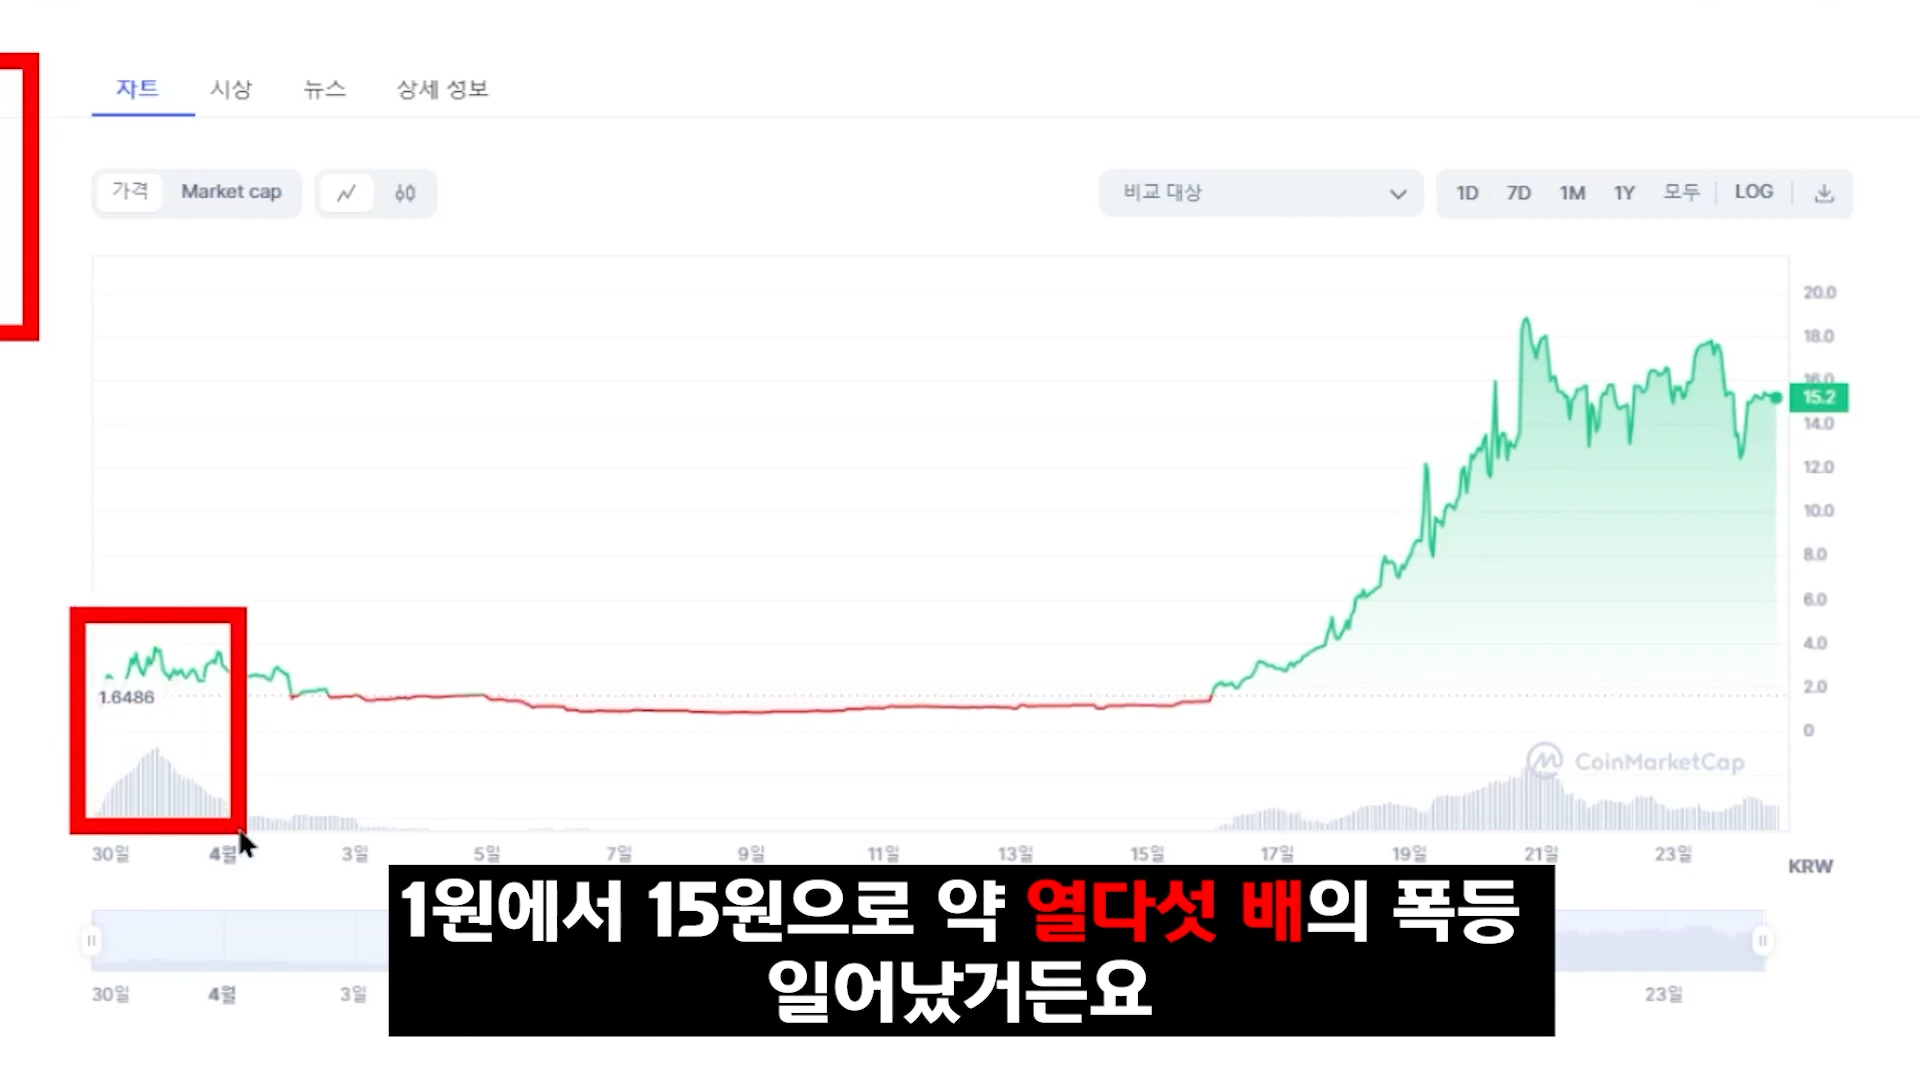 차트 시장 뉴스 상세 정보
가격 Market cap
비교 대상
1D 7D 1M 1Y 모두 LOG
20.0
18.0
16.0
15.2
14.0
12.0
10.0
8.0
6.0
4.0
2.0
0
1.6486
CoinMarketCap
30일 4월 3일 5일 7일 9일 11일 13일 15일 17일 19일 21일 23일
KRW
1원에서 15원으로 약 열다섯 배의 폭등
일어났거든요
30일 4월 3일 23일